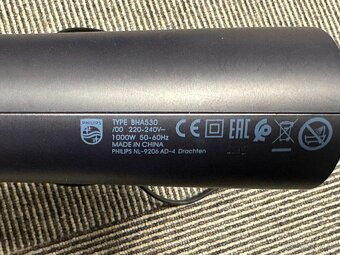 PHILIPS
TYPE BHA530
/00 220-240V~
1000W 50-60Hz
MADE IN CHINA
PHILIPS NL-9206 AD-4 Drachten
CE EAC